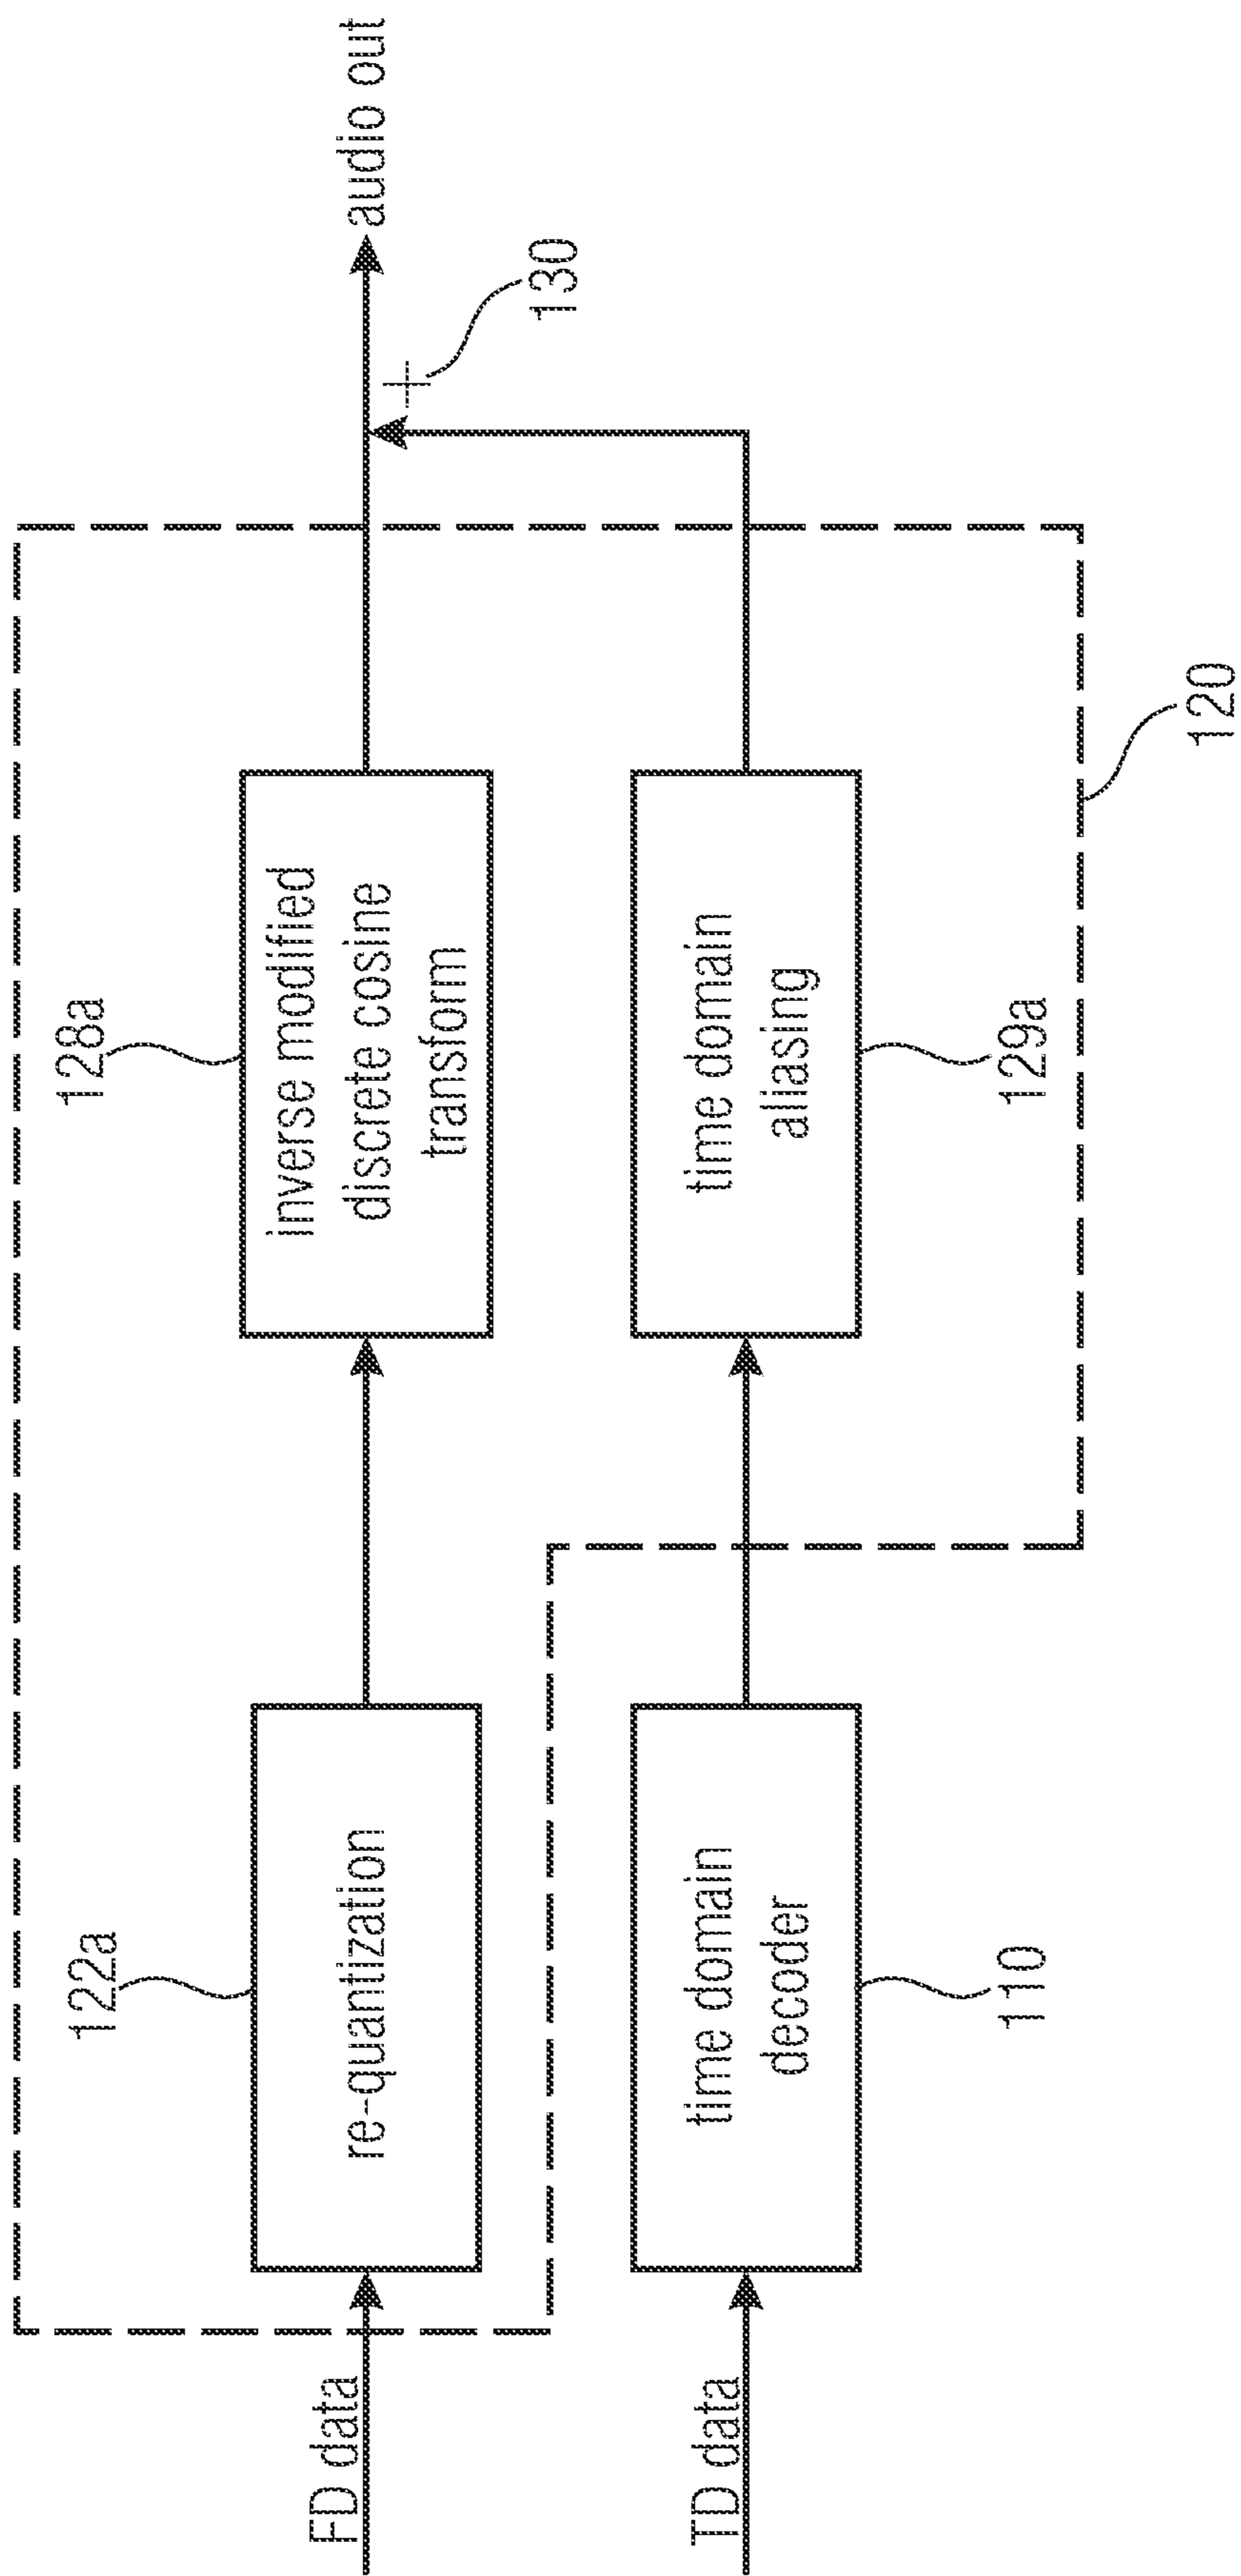 128a
122a
inverse modified
discrete cosine
transform
re-quantization
FD data
audio out
130
time domain
aliasing
time domain
decoder
TD data
129a
110
120